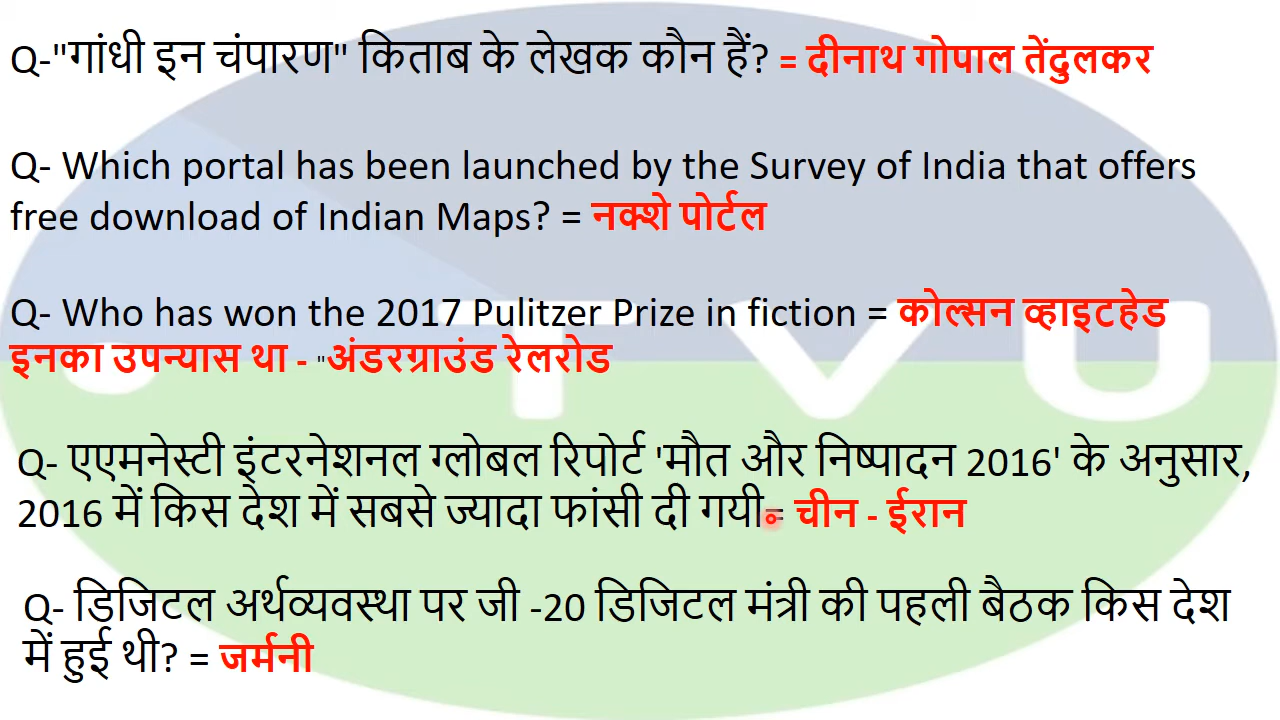 Q-"गांधी इन चंपारण" किताब के लेखक कौन हैं? = दीनाथ गोपाल तेंदुलकर
Q- Which portal has been launched by the Survey of India that offers
free download of Indian Maps? = नक्शे पोर्टल
Q- Who has won the 2017 Pulitzer Prize in fiction = कोल्सन व्हाइटहेड
इनका उपन्यास था - "अंडरग्राउंड रेलरोड
Q- एएमनेस्टी इंटरनेशनल ग्लोबल रिपोर्ट 'मौत और निष्पादन 2016' के अनुसार,
2016 में किस देश में सबसे ज्यादा फांसी दी गयी= चीन - ईरान
Q- डिजिटल अर्थव्यवस्था पर जी -20 डिजिटल मंत्री की पहली बैठक किस देश
में हुई थी? = जर्मनी
TVU